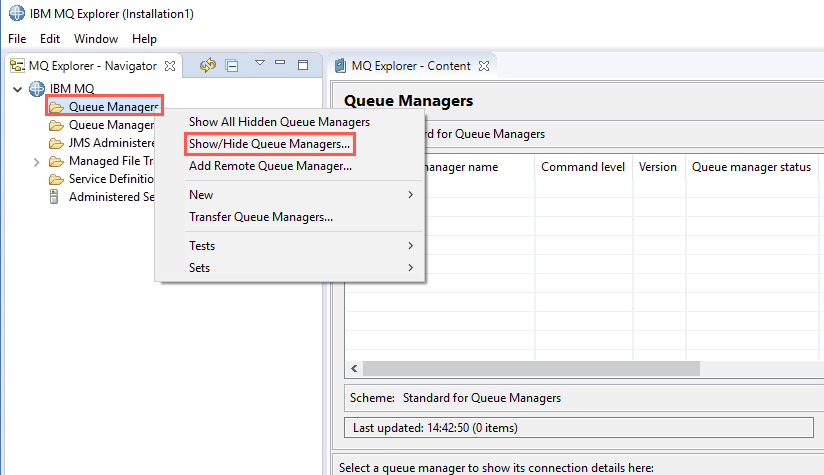 IBM MQ Explorer (Installation1)
File Edit Window Help
MQ Explorer - Navigator
IBM MQ
Queue Managers
Queue Manager
JMS Administere
Managed File Tra
Service Definitio
Administered Se
Show All Hidden Queue Managers
Show/Hide Queue Managers...
Add Remote Queue Manager...
New
Transfer Queue Managers...
Tests
Sets
MQ Explorer - Content
Queue Managers
rd for Queue Managers
manager name Command level Version Queue manager status
Scheme: Standard for Queue Managers
Last updated: 14:42:50 (0 items)
Select a queue manager to show its connection details here: